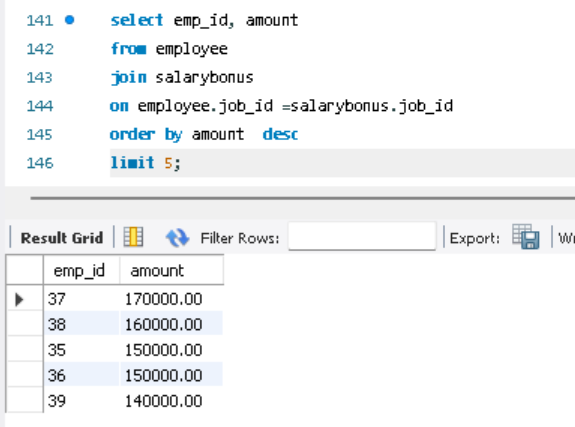 141 select emp_id, amount
142 from employee
143 join salarybonus
144 on employee.job_id =salarybonus.job_id
145 order by amount desc
146 limit 5;
Result Grid Filter Rows: Export:
emp_id amount
37 170000.00
38 160000.00
35 150000.00
36 150000.00
39 140000.00